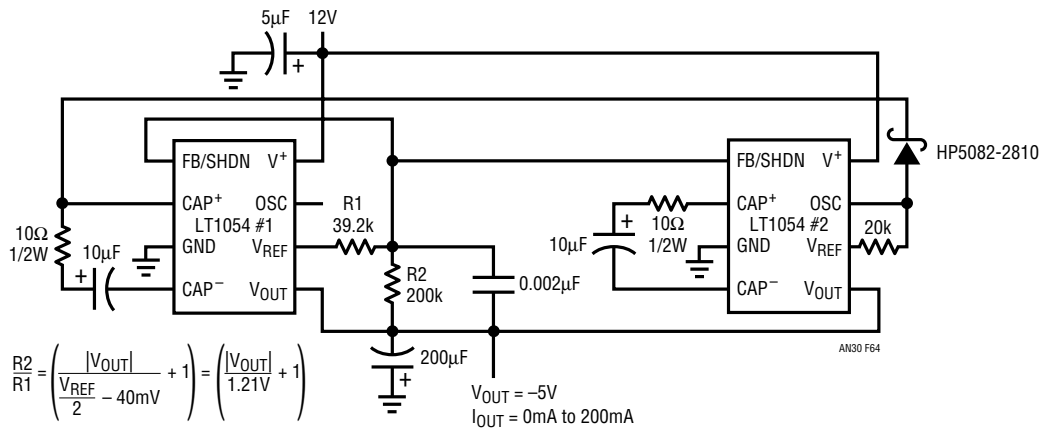 5µF 12V
FB/SHDN V+
CAP+ OSC
LT1054 #1
GND VREF
CAP– VOUT
10Ω
1/2W
10µF
+
+
R1
39.2k
R2
200k
0.002µF
200µF
+
VOUT = –5V
IOUT = 0mA to 200mA
FB/SHDN V+
CAP+ OSC
LT1054 #2
GND VREF
CAP– VOUT
+
10Ω
1/2W
10µF
20k
HP5082-2810
AN30 F64
R2/R1 = (|VOUT| / (VREF/2 – 40mV) + 1) = (|VOUT| / 1.21V + 1)